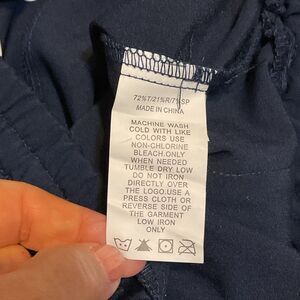 72%T/21%R/7%SP
MADE IN CHINA
MACHINE WASH
COLD WITH LIKE
COLORS USE
NON-CHLORINE
BLEACH.ONLY
WHEN NEEDED
TUMBLE DRY LOW
DO NOT IRON
DIRECTLY OVER
THE LOGO.USE A
PRESS CLOTH OR
REVERSE SIDE OF
THE GARMENT
LOW IRON
ONLY